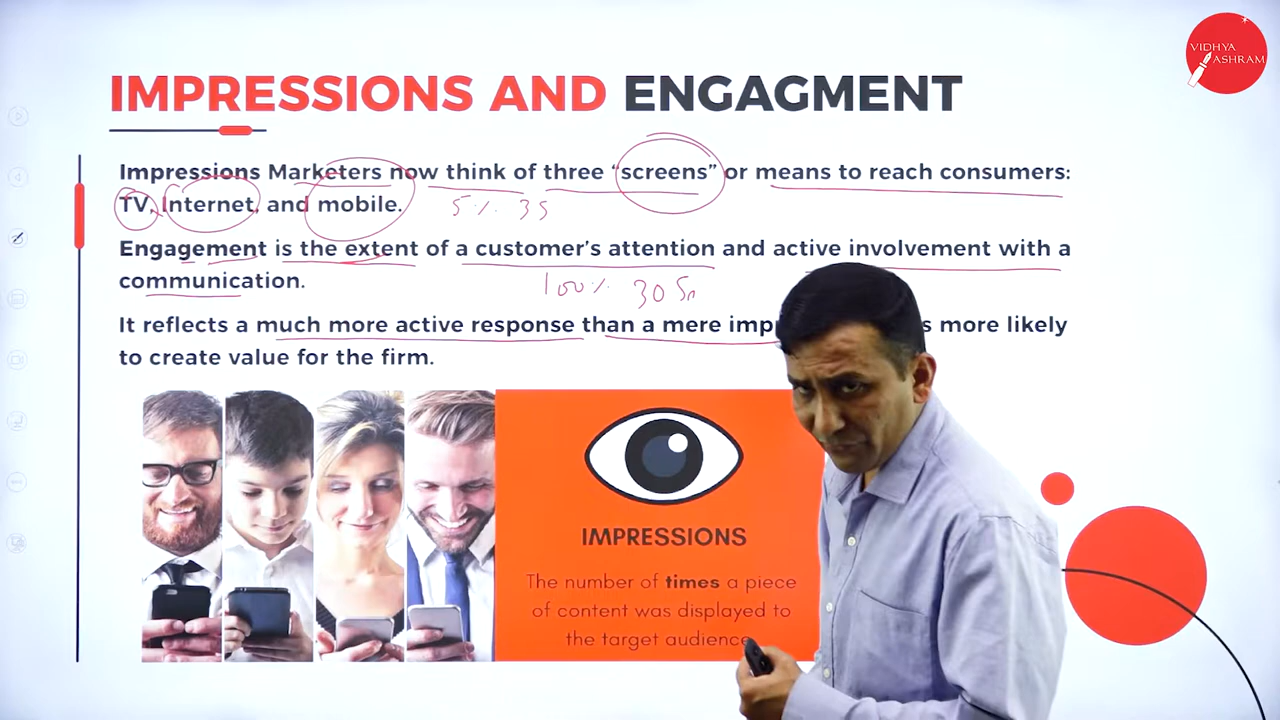 VIDHYA
ASHRAM
IMPRESSIONS AND ENGAGMENT
Impressions Marketers now think of three “screens” or means to reach consumers:
TV, Internet, and mobile.
5% 3S
Engagement is the extent of a customer’s attention and active involvement with a
communication.
100% 30
It reflects a much more active response than a mere more likely
to create value for the firm.
IMPRESSIONS
The number of times a piece
of content was displayed to
the target audience